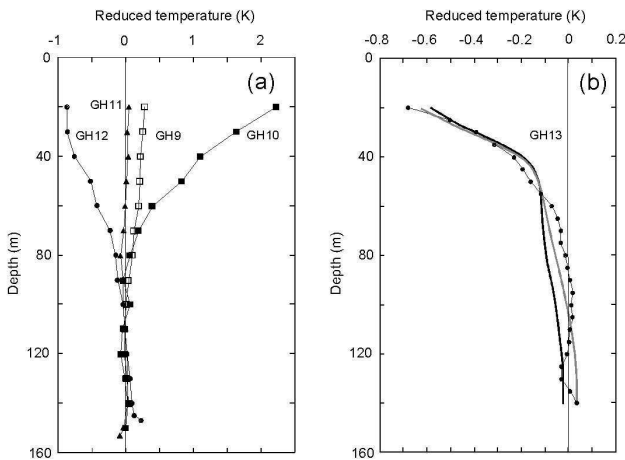 Reduced temperature (K)
-1 0 1 2
0
40
80
120
160
Depth (m)
(a)
GH11
GH12
GH9
GH10
Reduced temperature (K)
-0.8 -0.6 -0.4 -0.2 0 0.2
0
40
80
120
160
Depth (m)
(b)
GH13